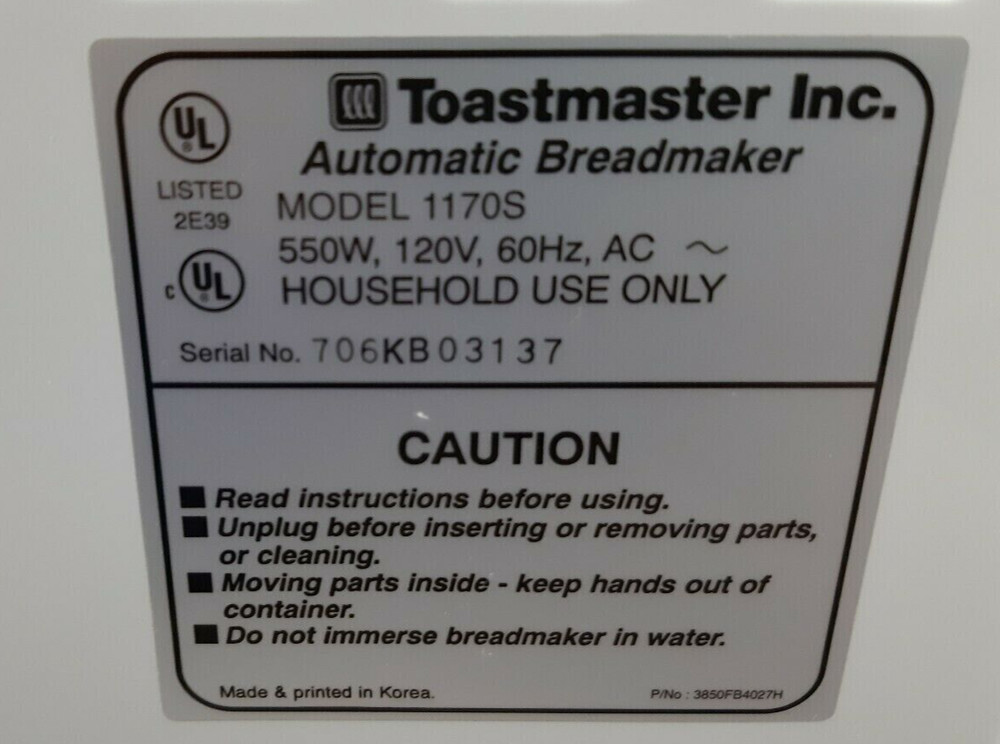 UL®
LISTED
2E39
c UL®
Toastmaster Inc.
Automatic Breadmaker
MODEL 1170S
550W, 120V, 60Hz, AC ~
HOUSEHOLD USE ONLY
Serial No. 706KB03137
CAUTION
■ Read instructions before using.
■ Unplug before inserting or removing parts,
or cleaning.
■ Moving parts inside - keep hands out of
container.
■ Do not immerse breadmaker in water.
Made & printed in Korea.
P/No : 3850FB4027H